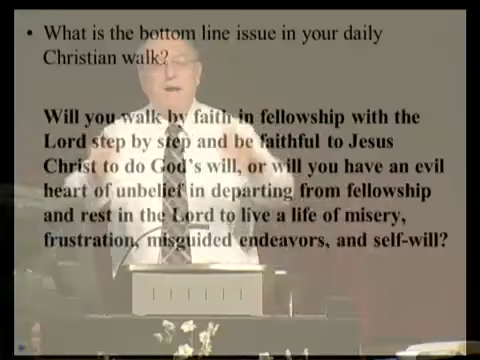 • What is the bottom line issue in your daily
Christian walk?
Will you walk by faith in fellowship with the
Lord step by step and be faithful to Jesus
Christ to do God's will, or will you have an evil
heart of unbelief in departing from fellowship
and rest in the Lord to live a life of misery,
frustration, misguided endeavors, and self-will?